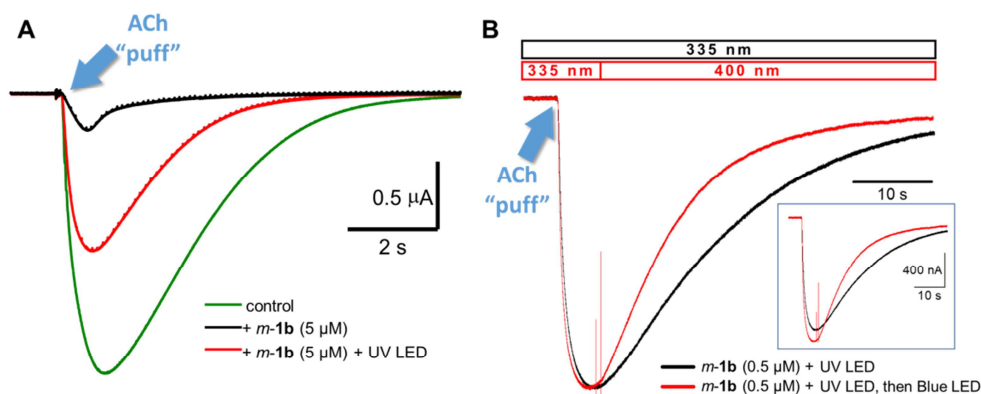 A
ACh
“puff”
0.5 μA
2 s
control
+ m-1b (5 μM)
+ m-1b (5 μM) + UV LED
B
335 nm
335 nm 400 nm
ACh
“puff”
10 s
400 nA
10 s
m-1b (0.5 μM) + UV LED
m-1b (0.5 μM) + UV LED, then Blue LED